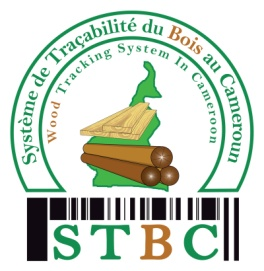 Système de Traçabilité du Bois au Cameroun
Wood Tracking System In Cameroon
STBC